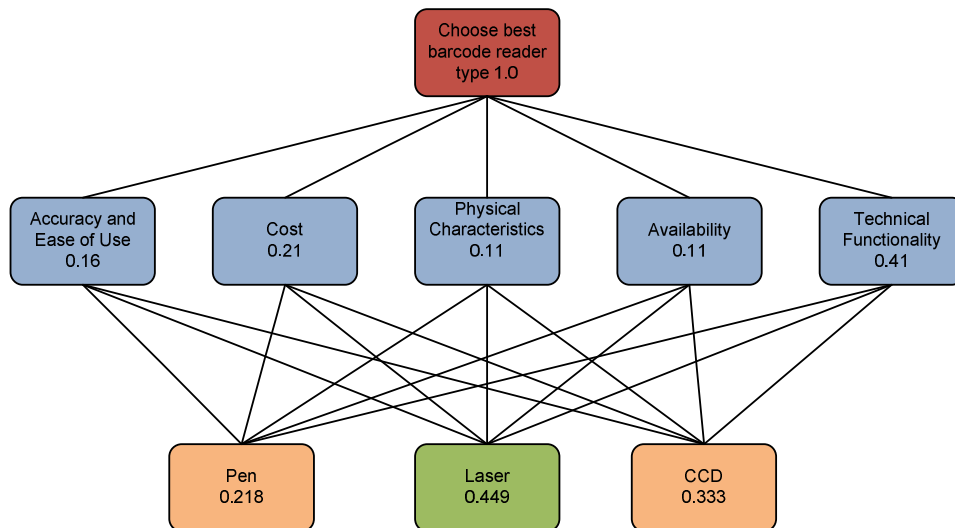 Choose best
barcode reader
type 1.0
Accuracy and
Ease of Use
0.16
Cost
0.21
Physical
Characteristics
0.11
Availability
0.11
Technical
Functionality
0.41
Pen
0.218
Laser
0.449
CCD
0.333